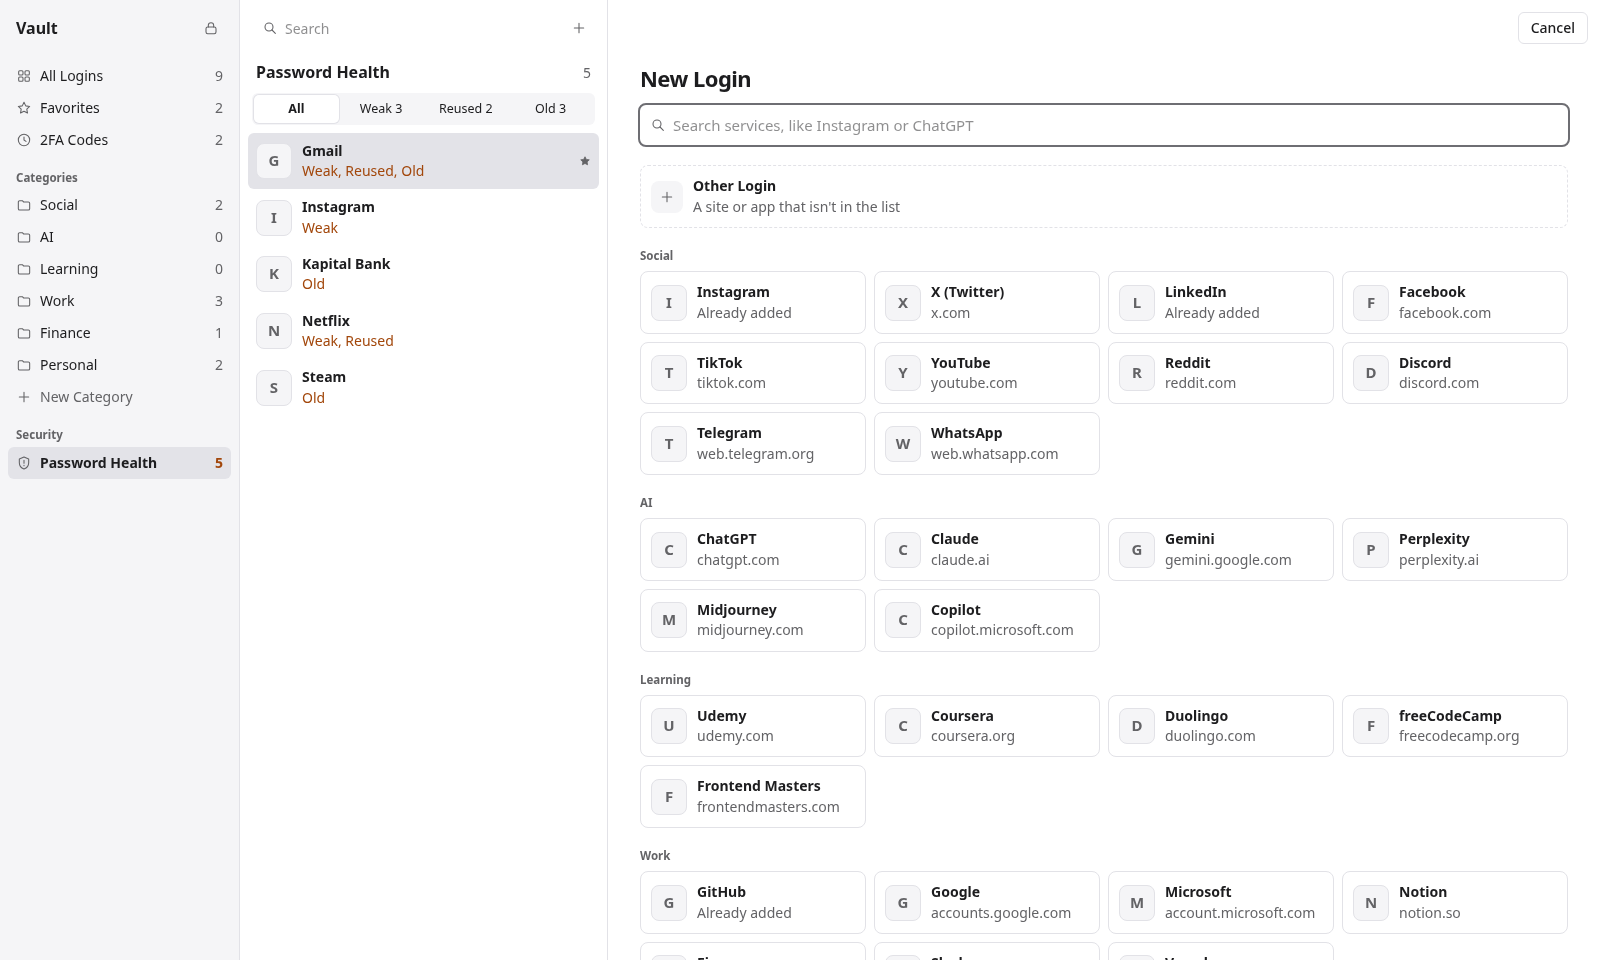 Vault
All Logins 9
Favorites 2
2FA Codes 2
Categories
Social 2
AI 0
Learning 0
Work 3
Finance 1
Personal 2
New Category
Security
Password Health 5
Search
Password Health 5
All Weak 3 Reused 2 Old 3
G Gmail
Weak, Reused, Old
I Instagram
Weak
K Kapital Bank
Old
N Netflix
Weak, Reused
S Steam
Old
Cancel
New Login
Search services, like Instagram or ChatGPT
Other Login
A site or app that isn't in the list
Social
I Instagram
Already added
X X (Twitter)
x.com
L LinkedIn
Already added
F Facebook
facebook.com
T TikTok
tiktok.com
Y YouTube
youtube.com
R Reddit
reddit.com
D Discord
discord.com
T Telegram
web.telegram.org
W WhatsApp
web.whatsapp.com
AI
C ChatGPT
chatgpt.com
C Claude
claude.ai
G Gemini
gemini.google.com
P Perplexity
perplexity.ai
M Midjourney
midjourney.com
C Copilot
copilot.microsoft.com
Learning
U Udemy
udemy.com
C Coursera
coursera.org
D Duolingo
duolingo.com
F freeCodeCamp
freecodecamp.org
F Frontend Masters
frontendmasters.com
Work
G GitHub
Already added
G Google
accounts.google.com
M Microsoft
account.microsoft.com
N Notion
notion.so